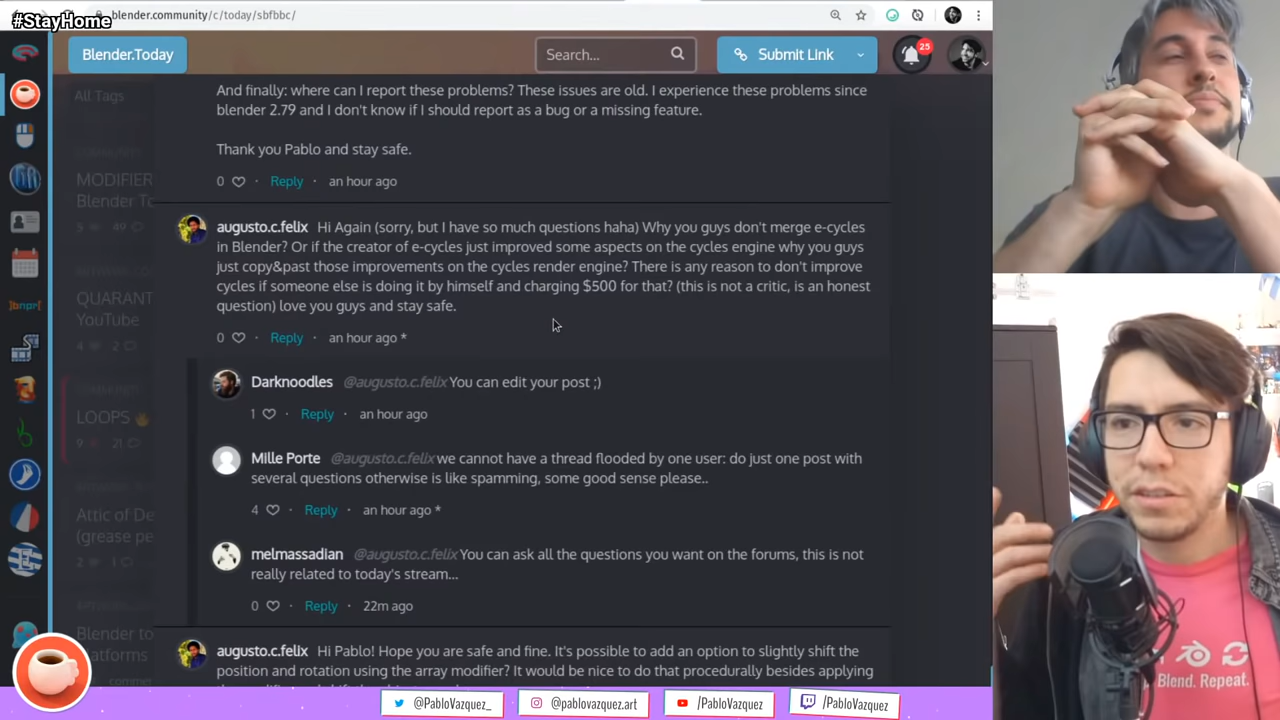 #StayHome
blender.community/c/today/sbfbbc/
Blender.Today
Search...
Submit Link
25
All Tags
And finally: where can I report these problems? These issues are old. I experience these problems since
blender 2.79 and I don't know if I should report as a bug or a missing feature.
Thank you Pablo and stay safe.
0 · Reply · an hour ago
MODIFIER
Blender To
augusto.c.felix Hi Again (sorry, but I have so much questions haha) Why you guys don't merge e-cycles
in Blender? Or if the creator of e-cycles just improved some aspects on the cycles engine why you guys
just copy&past those improvements on the cycles render engine? There is any reason to don't improve
cycles if someone else is doing it by himself and charging $500 for that? (this is not a critic, is an honest
question) love you guys and stay safe.
0 · Reply · an hour ago *
QUARANT
YouTube
Darknoodles @augusto.c.felix You can edit your post ;)
1 · Reply · an hour ago
LOOPS
Mille Porte @augusto.c.felix we cannot have a thread flooded by one user: do just one post with
several questions otherwise is like spamming, some good sense please..
4 · Reply · an hour ago *
Attic of De
(grease pe
melmassadian @augusto.c.felix You can ask all the questions you want on the forums, this is not
really related to today's stream...
0 · Reply · 22m ago
Blender to
platforms
augusto.c.felix Hi Pablo! Hope you are safe and fine. It's possible to add an option to slightly shift the
position and rotation using the array modifier? It would be nice to do that procedurally besides applying
Blend. Repeat.
@PabloVazquez_
@pablovazquez.art
/PabloVazquez
/PabloVazquez